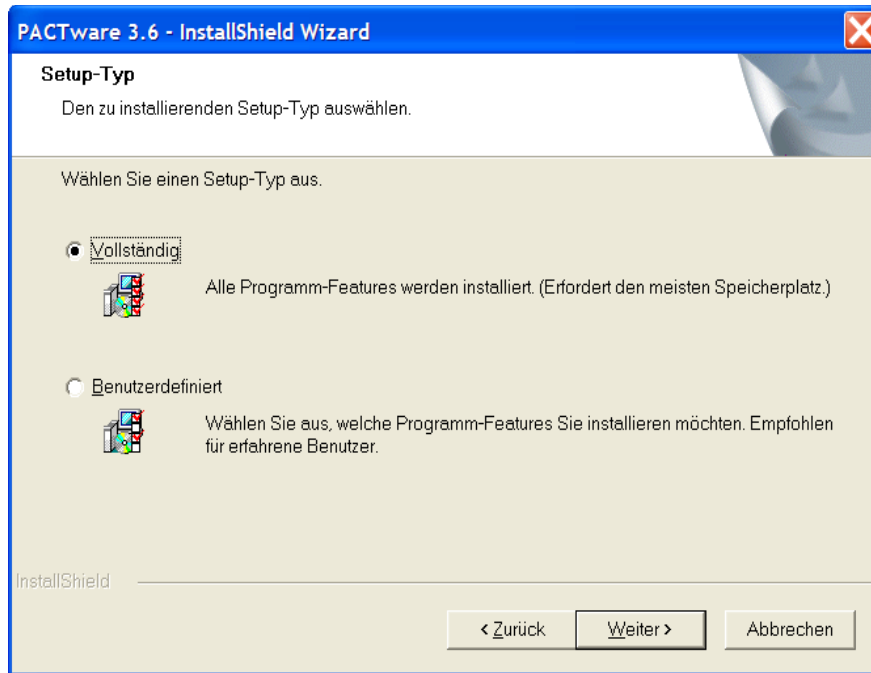 PACTware 3.6 - InstallShield Wizard
Setup-Typ
Den zu installierenden Setup-Typ auswählen.
Wählen Sie einen Setup-Typ aus.
Vollständig
Alle Programm-Features werden installiert. (Erfordert den meisten Speicherplatz.)
Benutzerdefiniert
Wählen Sie aus, welche Programm-Features Sie installieren möchten. Empfohlen
für erfahrene Benutzer.
InstallShield
< Zurück
Weiter >
Abbrechen